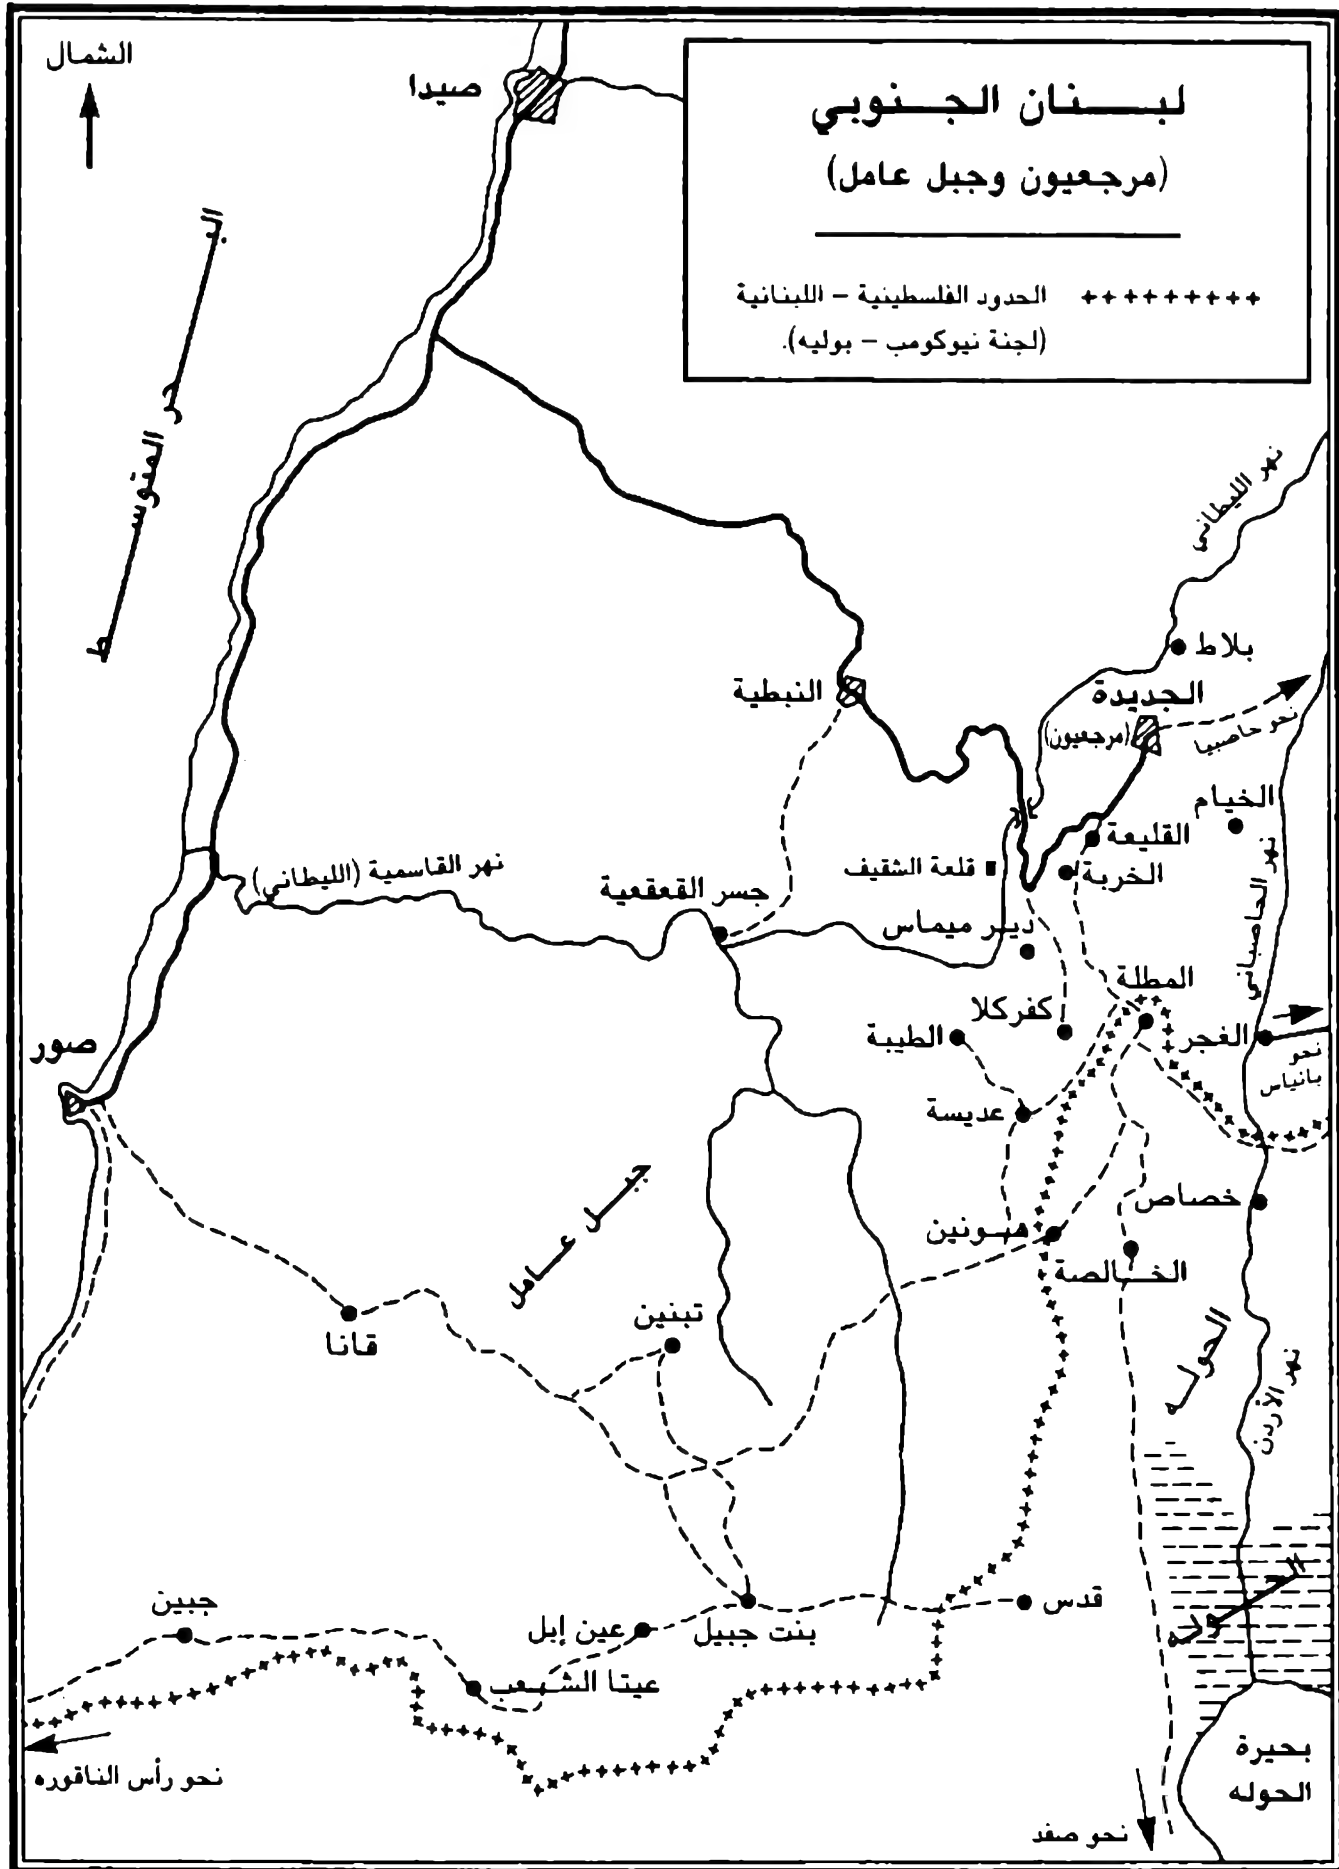 الشمال
صيدا
لبنان الجنوبي
(مرجعيون وجبل عامل)
الحدود الفلسطينية – اللبنانية
(لجنة نيوكومب – بوليه).
البحر المتوسط
نهر الليطاني
بلاط
الجديدة
(مرجعيون)
نحو حاصبيا
النبطية
الخيام
القليعة
الخربة
قلعة الشقيف
نهر القاسمية (الليطاني)
جسر القعقعية
دير ميماس
نهر الحاصباني
المطلة
كفركلا
الطيبة
الغجر
نحو
بانياس
صور
عديسة
جبل عامل
خصاص
هونين
الخالصة
تبنين
قانا
الحوله
نهر الأردن
الحوله
قدس
جبين
عين إبل
بنت جبيل
عيتا الشعب
بحيرة
الحوله
نحو رأس الناقوره
نحو صفد